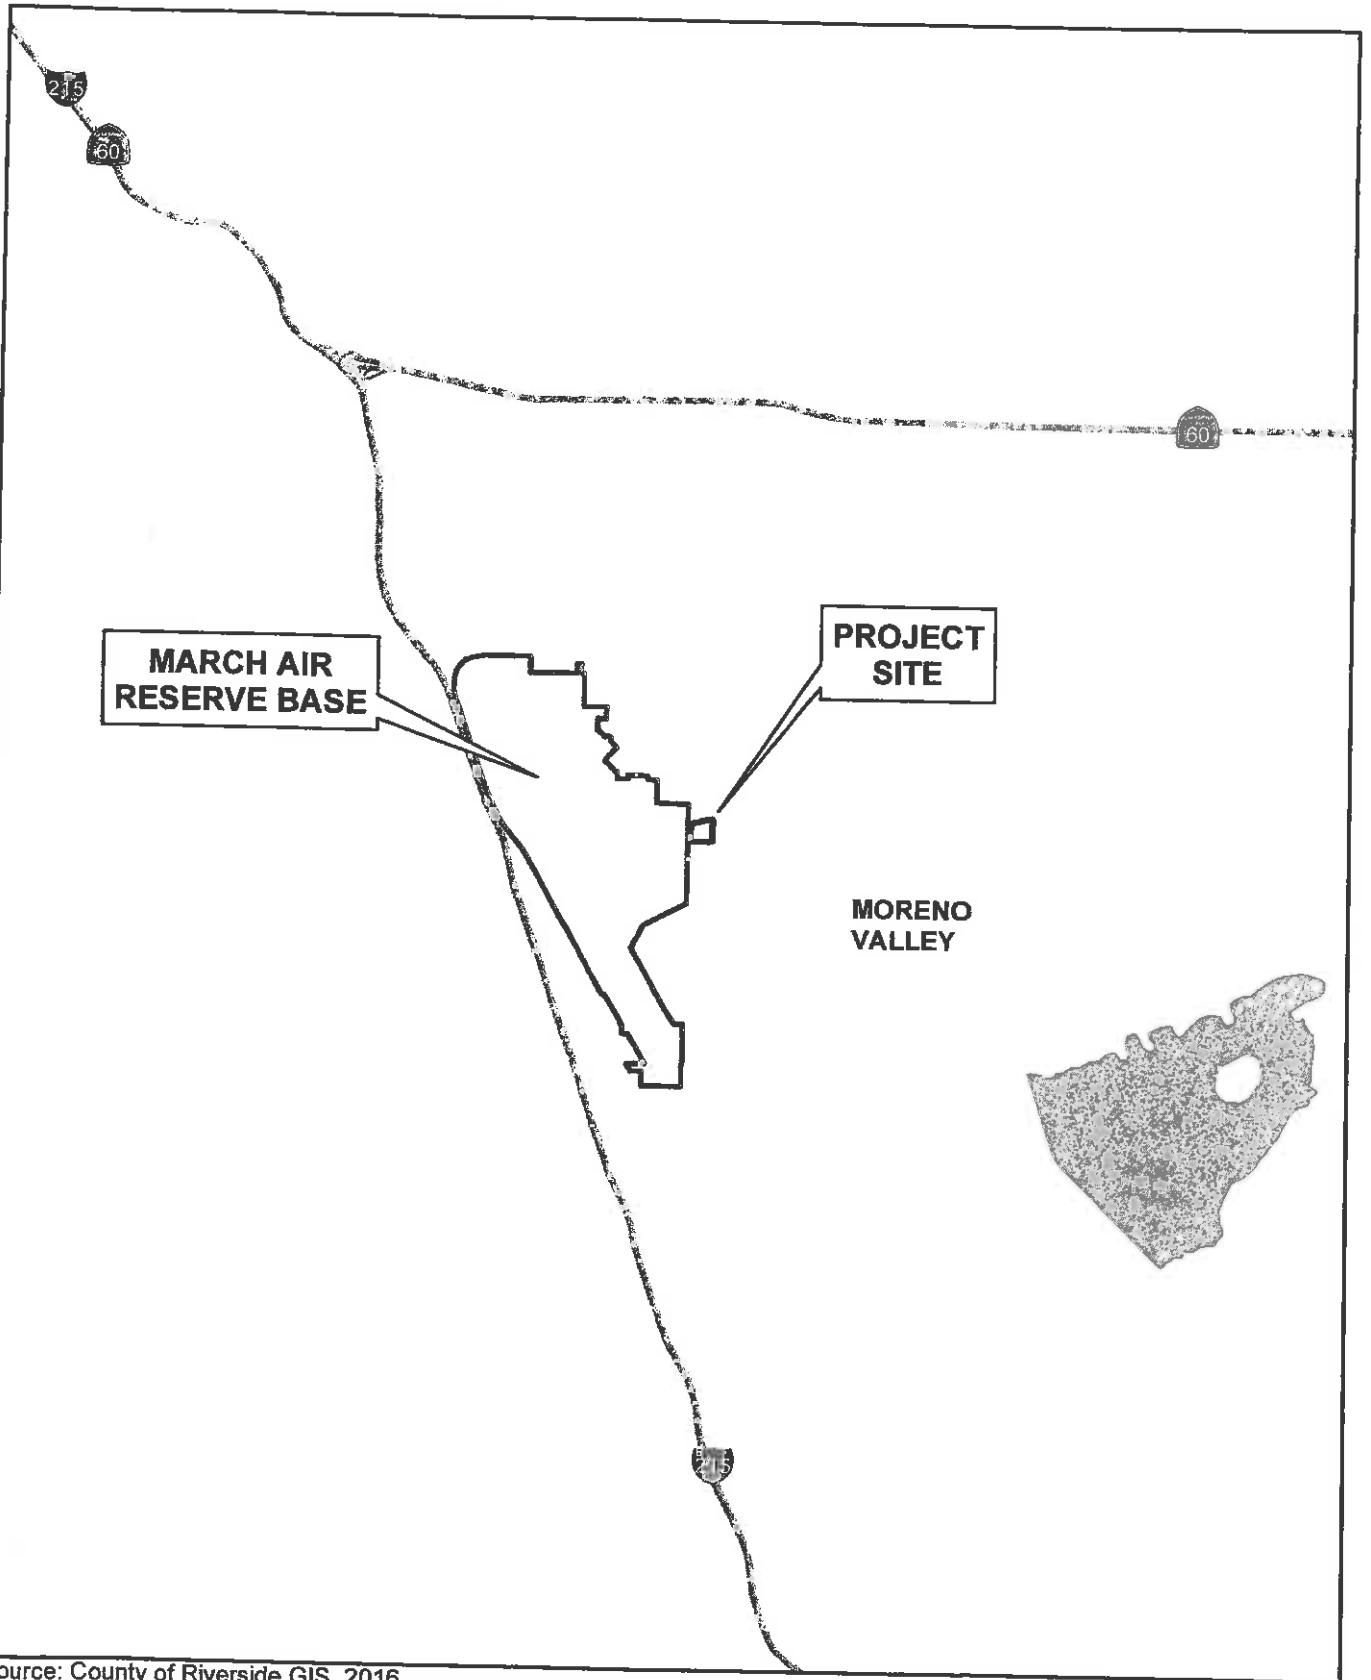 215
60
60
MARCH AIR
RESERVE BASE
PROJECT
SITE
MORENO
VALLEY
215
ource: County of Riverside GIS, 2016